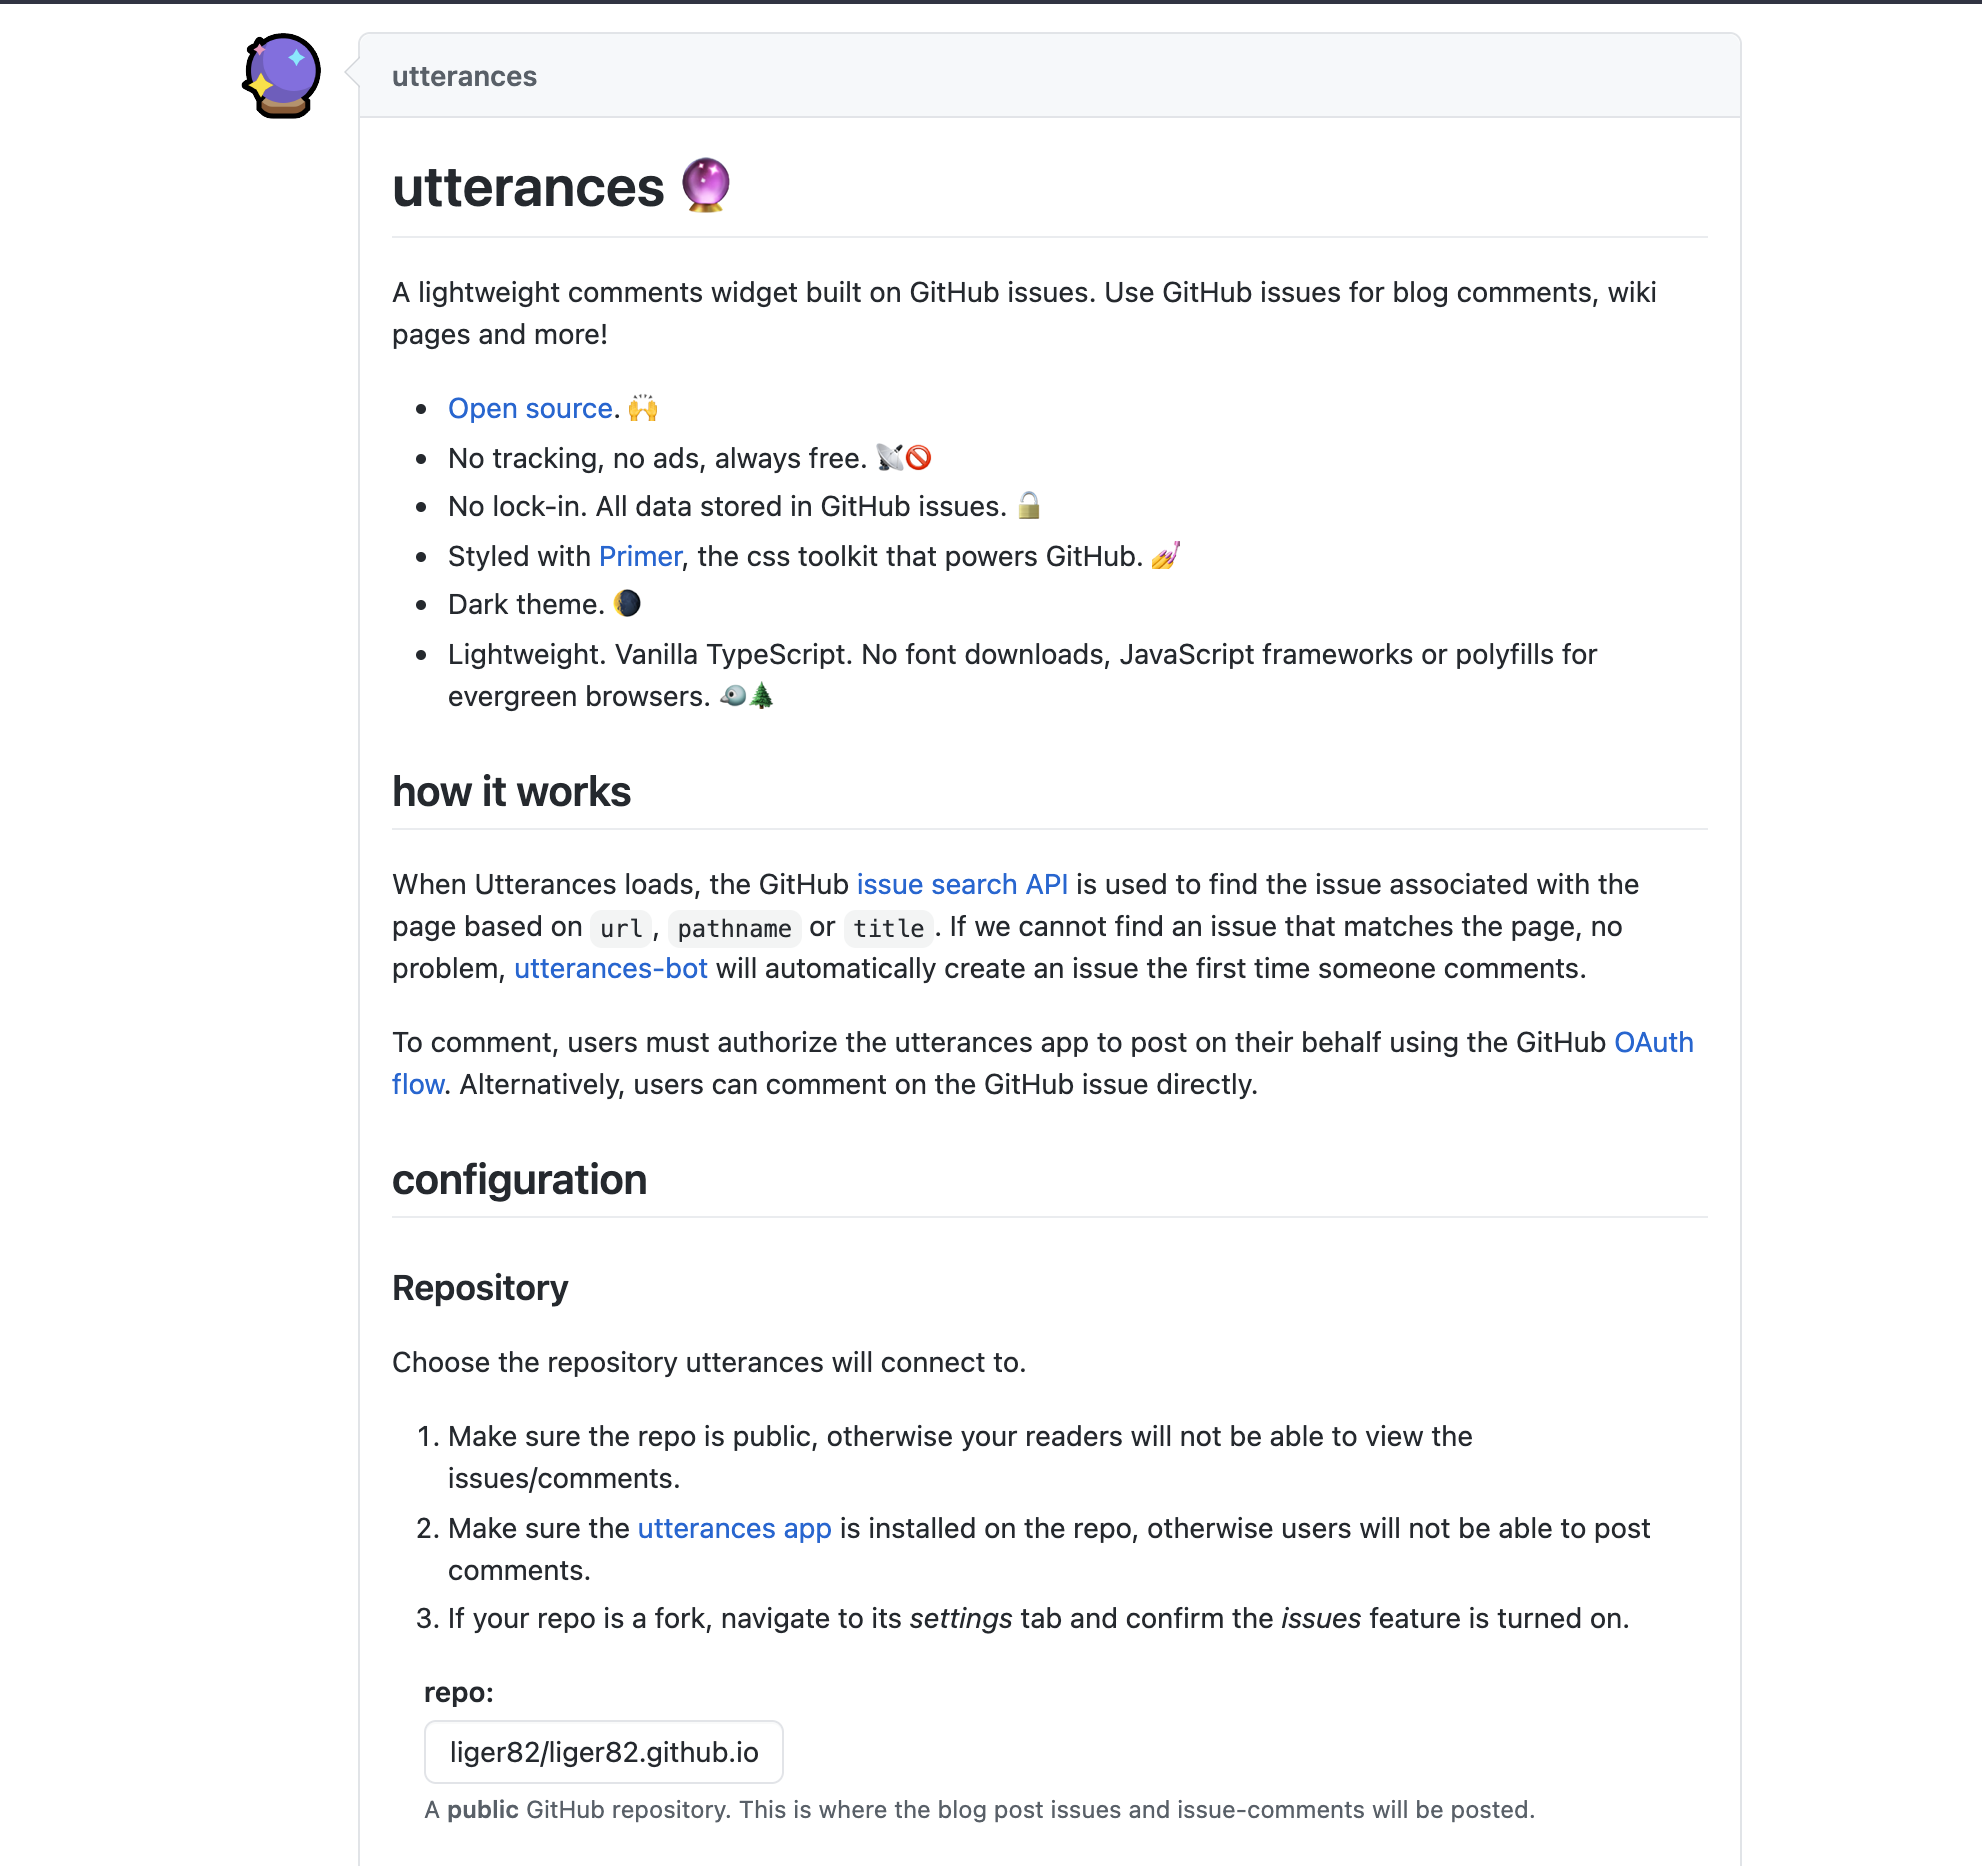 utterances
utterances 🔮
A lightweight comments widget built on GitHub issues. Use GitHub issues for blog comments, wiki
pages and more!
• Open source. 🙌
• No tracking, no ads, always free. 📡🚫
• No lock-in. All data stored in GitHub issues. 🔓
• Styled with Primer, the css toolkit that powers GitHub. 💅
• Dark theme. 🌘
• Lightweight. Vanilla TypeScript. No font downloads, JavaScript frameworks or polyfills for
evergreen browsers. 🐦🌲
how it works
When Utterances loads, the GitHub issue search API is used to find the issue associated with the
page based on url, pathname or title. If we cannot find an issue that matches the page, no
problem, utterances-bot will automatically create an issue the first time someone comments.
To comment, users must authorize the utterances app to post on their behalf using the GitHub OAuth
flow. Alternatively, users can comment on the GitHub issue directly.
configuration
Repository
Choose the repository utterances will connect to.
1. Make sure the repo is public, otherwise your readers will not be able to view the
issues/comments.
2. Make sure the utterances app is installed on the repo, otherwise users will not be able to post
comments.
3. If your repo is a fork, navigate to its settings tab and confirm the issues feature is turned on.
repo:
liger82/liger82.github.io
A public GitHub repository. This is where the blog post issues and issue-comments will be posted.